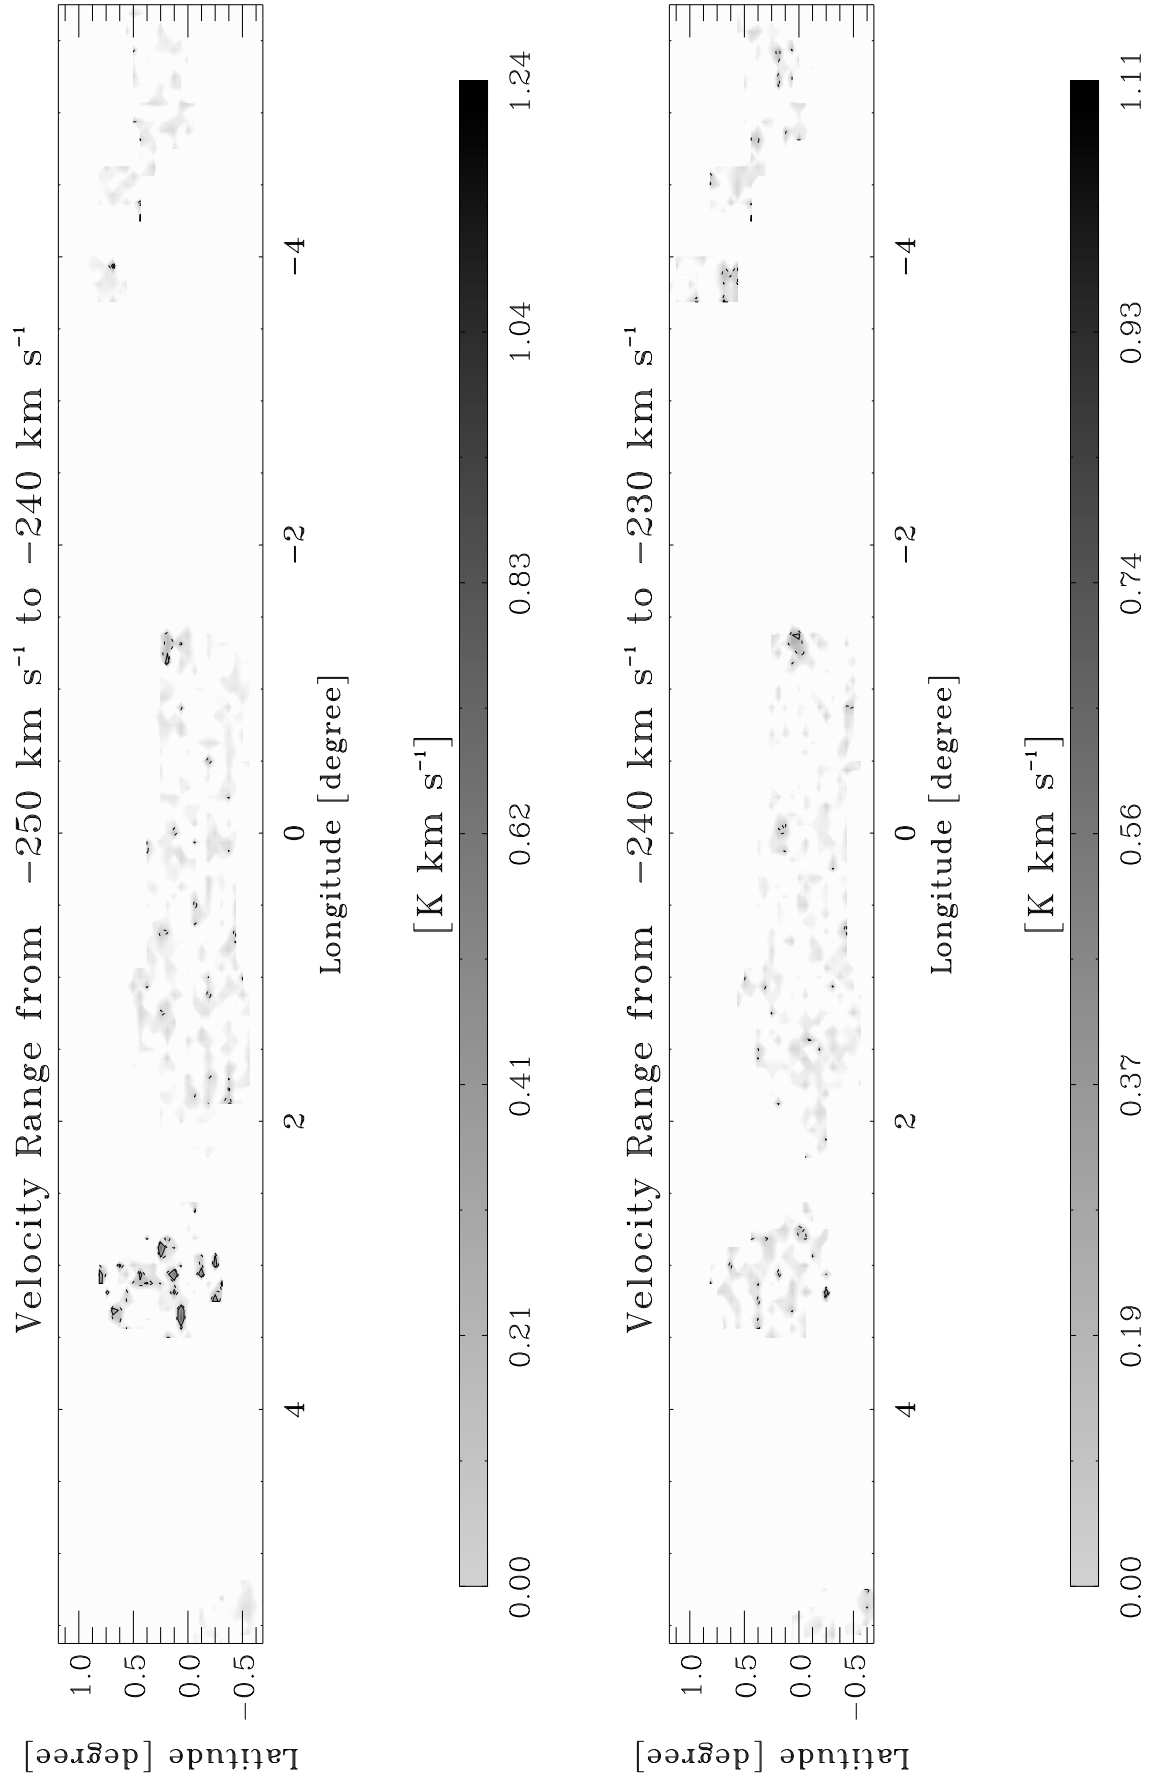 Velocity Range from −250 km s⁻¹ to −240 km s⁻¹
Latitude [degree]
1.0
0.5
0.0
−0.5
4 2 0 −2 −4
Longitude [degree]
[K km s⁻¹]
0.00 0.21 0.41 0.62 0.83 1.04 1.24
Velocity Range from −240 km s⁻¹ to −230 km s⁻¹
Latitude [degree]
1.0
0.5
0.0
−0.5
4 2 0 −2 −4
Longitude [degree]
[K km s⁻¹]
0.00 0.19 0.37 0.56 0.74 0.93 1.11